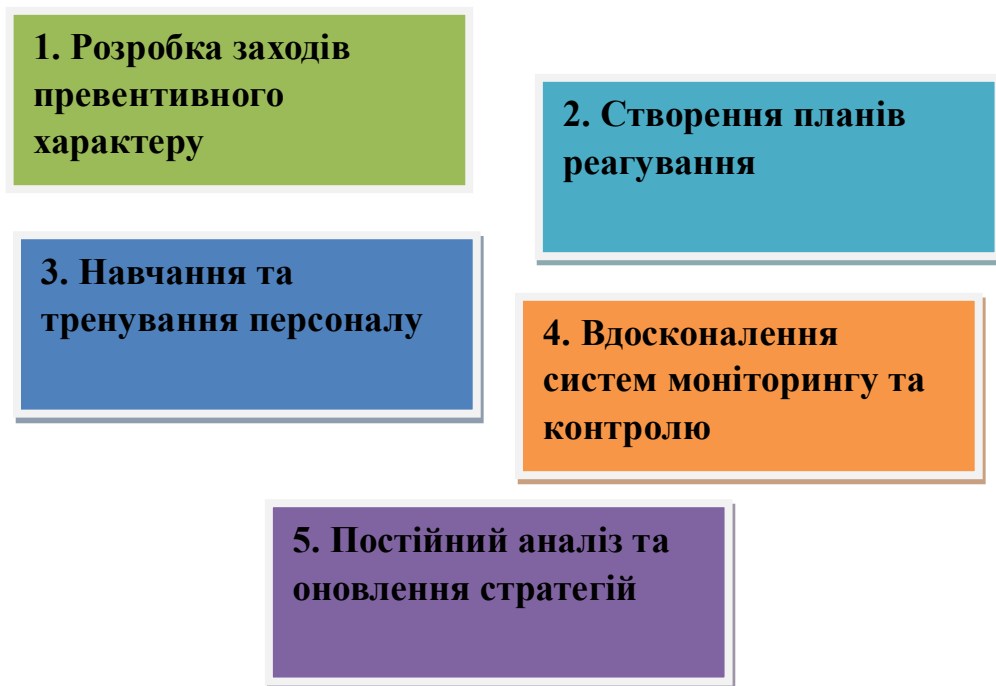 1. Розробка заходів
превентивного
характеру
2. Створення планів
реагування
3. Навчання та
тренування персоналу
4. Вдосконалення
систем моніторингу та
контролю
5. Постійний аналіз та
оновлення стратегій